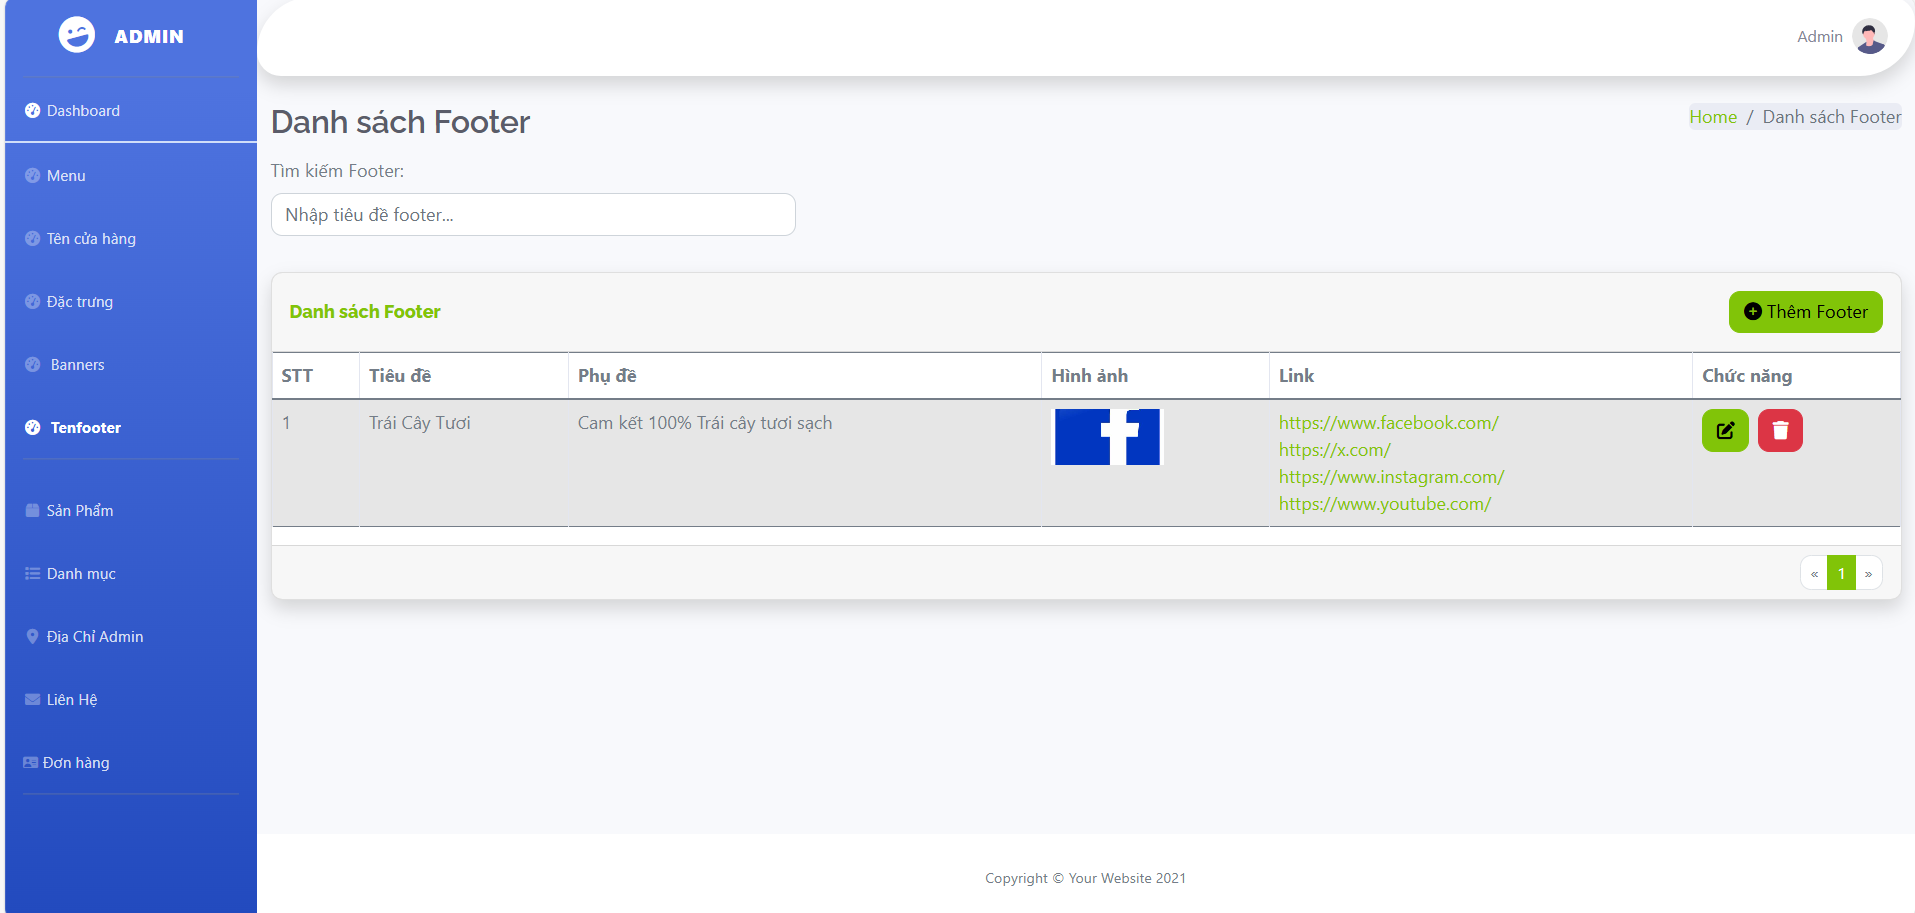 ADMIN
Dashboard
Menu
Tên cửa hàng
Đặc trưng
Banners
Tenfooter
Sản Phẩm
Danh mục
Địa Chỉ Admin
Liên Hệ
Đơn hàng
Admin
Danh sách Footer
Home / Danh sách Footer
Tìm kiếm Footer:
Nhập tiêu đề footer...
Danh sách Footer
Thêm Footer
STT Tiêu đề Phụ đề Hình ảnh Link Chức năng
1 Trái Cây Tươi Cam kết 100% Trái cây tươi sạch f https://www.facebook.com/
https://x.com/
https://www.instagram.com/
https://www.youtube.com/
« 1 »
Copyright © Your Website 2021